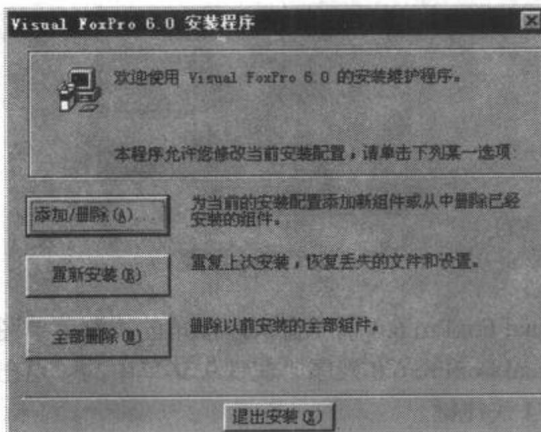 Visual FoxPro 6.0 安装程序
欢迎使用 Visual FoxPro 6.0 的安装维护程序。
本程序允许您修改当前安装配置，请单击下列某一选项:
添加/删除(A)...
为当前的安装配置添加新组件或从中删除已经
安装的组件。
重新安装(R)
重复上次安装，恢复丢失的文件和设置。
全部删除(M)
删除以前安装的全部组件。
退出安装(X)